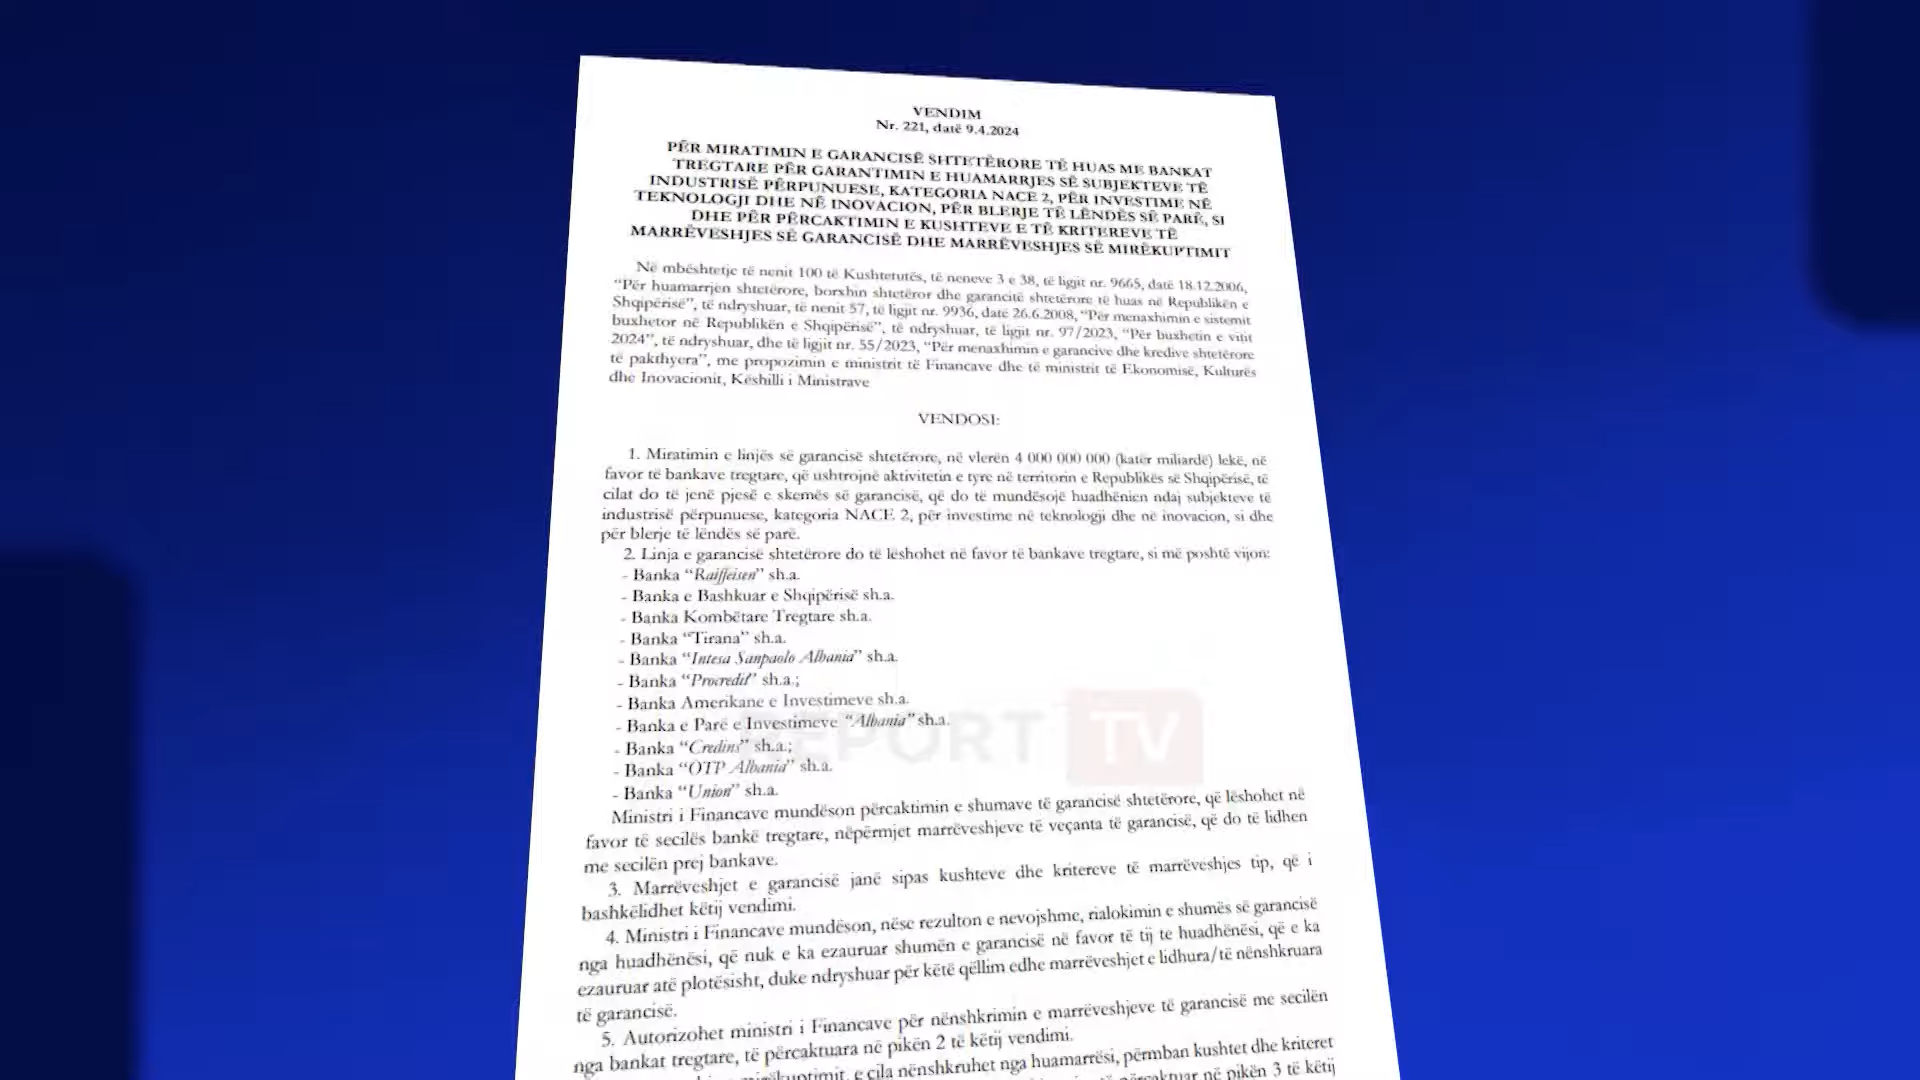 VENDIM
Nr. 221, datë 9.4.2024
PËR MIRATIMIN E GARANCISË SHTETËRORE TË HUAS ME BANKAT
TREGTARE PËR GARANTIMIN E HUAMARRJES SË SUBJEKTEVE TË
INDUSTRISË PËRPUNUESE, KATEGORIA NACE 2, PËR INVESTIME NË
TEKNOLOGJI DHE NË INOVACION, PËR BLERJE TË LËNDËS SË PARË, SI
DHE PËR PËRCAKTIMIN E KUSHTEVE E TË KRITEREVE TË
MARRËVESHJES SË GARANCISË DHE MARRËVESHJES SË MIRËKUPTIMIT
Në mbështetje të nenit 100 të Kushtetutës, të neneve 3 e 38, të ligjit nr. 9665, datë 18.12.2006,
“Për huamarrjen shtetërore, borxhin shtetëror dhe garancitë shtetërore të huas në Republikën e
Shqipërisë”, të ndryshuar, të nenit 57, të ligjit nr. 9936, datë 26.6.2008, “Për menaxhimin e sistemit
buxhetor në Republikën e Shqipërisë”, të ndryshuar, të ligjit nr. 97/2023, “Për buxhetin e vitit
2024”, të ndryshuar, dhe të ligjit nr. 55/2023, “Për menaxhimin e garancive dhe kredive shtetërore
të pakthyera”, me propozimin e ministrit të Financave dhe të ministrit të Ekonomisë, Kulturës
dhe Inovacionit, Këshilli i Ministrave
VENDOSI:
1. Miratimin e linjës së garancisë shtetërore, në vlerën 4 000 000 000 (katër miliardë) lekë, në
favor të bankave tregtare, që ushtrojnë aktivitetin e tyre në territorin e Republikës së Shqipërisë, të
cilat do të jenë pjesë e skemës së garancisë, që do të mundësojë huadhënien ndaj subjekteve të
industrisë përpunuese, kategoria NACE 2, për investime në teknologji dhe në inovacion, si dhe
për blerje të lëndës së parë.
2. Linja e garancisë shtetërore do të lëshohet në favor të bankave tregtare, si më poshtë vijon:
- Banka “Raiffeisen” sh.a.
- Banka e Bashkuar e Shqipërisë sh.a.
- Banka Kombëtare Tregtare sh.a.
- Banka “Tirana” sh.a.
- Banka “Intesa Sanpaolo Albania” sh.a.
- Banka “Procredit” sh.a.;
- Banka Amerikane e Investimeve sh.a.
- Banka e Parë e Investimeve “Albania” sh.a.
- Banka “Credins” sh.a.;
- Banka “OTP Albania” sh.a.
- Banka “Union” sh.a.
REPORT TV
Ministri i Financave mundëson përcaktimin e shumave të garancisë shtetërore, që lëshohet në
favor të secilës bankë tregtare, nëpërmjet marrëveshjeve të veçanta të garancisë, që do të lidhen
me secilën prej bankave.
3. Marrëveshjet e garancisë janë sipas kushteve dhe kritereve të marrëveshjes tip, që i
bashkëlidhet këtij vendimi.
4. Ministri i Financave mundëson, nëse rezulton e nevojshme, rialokimin e shumës së garancisë
nga huadhënësi, që nuk e ka ezauruar shumën e garancisë në favor të tij te huadhënësi, që e ka
ezauruar atë plotësisht, duke ndryshuar për këtë qëllim edhe marrëveshjet e lidhura/të nënshkruara
të garancisë.
5. Autorizohet ministri i Financave për nënshkrimin e marrëveshjeve të garancisë me secilën
nga bankat tregtare, të përcaktuara në pikën 2 të këtij vendimi.
mirëkuptimit, e cila nënshkruhet nga huamarrësi, përmban kushtet dhe kriteret
përcaktuar në pikën 3 të këtij